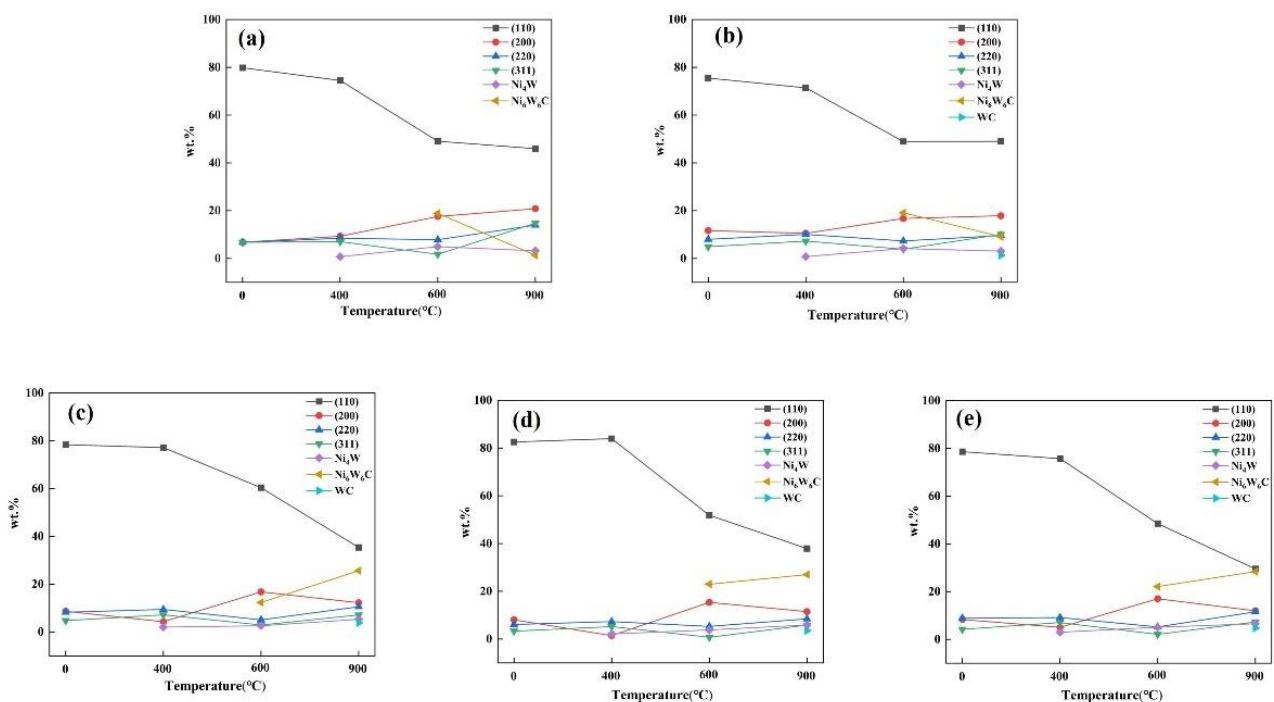 (a)
100
80
60
40
20
0
wt.%
0 400 600 900
Temperature(°C)
(110)
(200)
(220)
(311)
Ni₄W
Ni₆W₆C
(b)
100
80
60
40
20
0
wt.%
0 400 600 900
Temperature(°C)
(110)
(200)
(220)
(311)
Ni₄W
Ni₆W₆C
WC
(c)
100
80
60
40
20
0
wt.%
0 400 600 900
Temperature(°C)
(110)
(200)
(220)
(311)
Ni₄W
Ni₆W₆C
WC
(d)
100
80
60
40
20
0
wt.%
0 400 600 900
Temperature(°C)
(110)
(200)
(220)
(311)
Ni₄W
Ni₆W₆C
WC
(e)
100
80
60
40
20
0
wt.%
0 400 600 900
Temperature(°C)
(110)
(200)
(220)
(311)
Ni₄W
Ni₆W₆C
WC